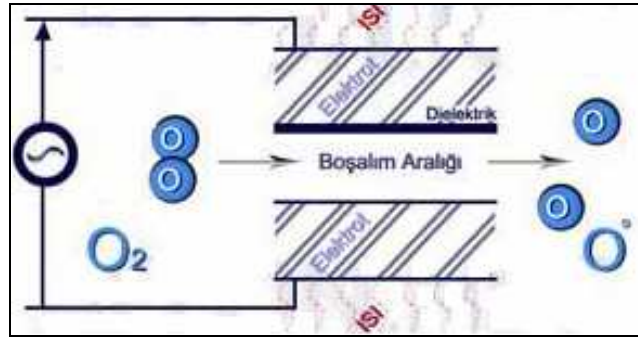 ISI
Elektrot
Dielektrik
O
O
Boşalım Aralığı
O
O
O2
Elektrot
O°
ISI